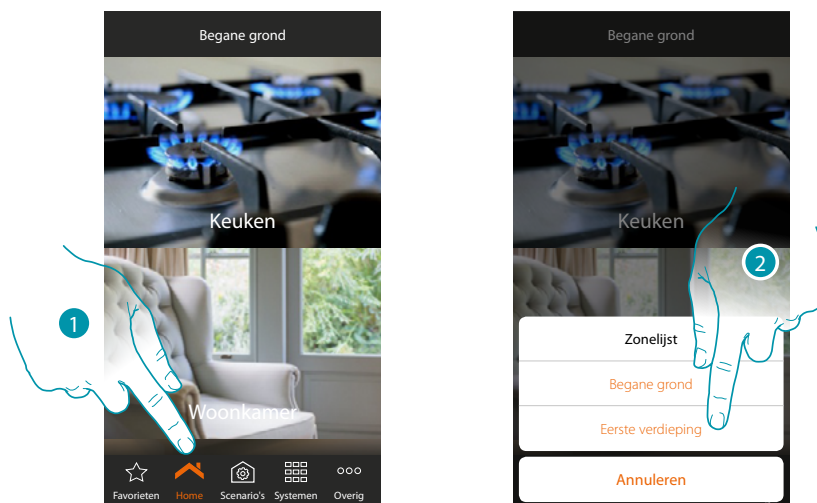 Begane grond
Keuken
1
Woonkamer
Favorieten Home Scenario's Systemen Overig
Begane grond
Keuken
2
Zonelijst
Begane grond
Eerste verdieping
Annuleren